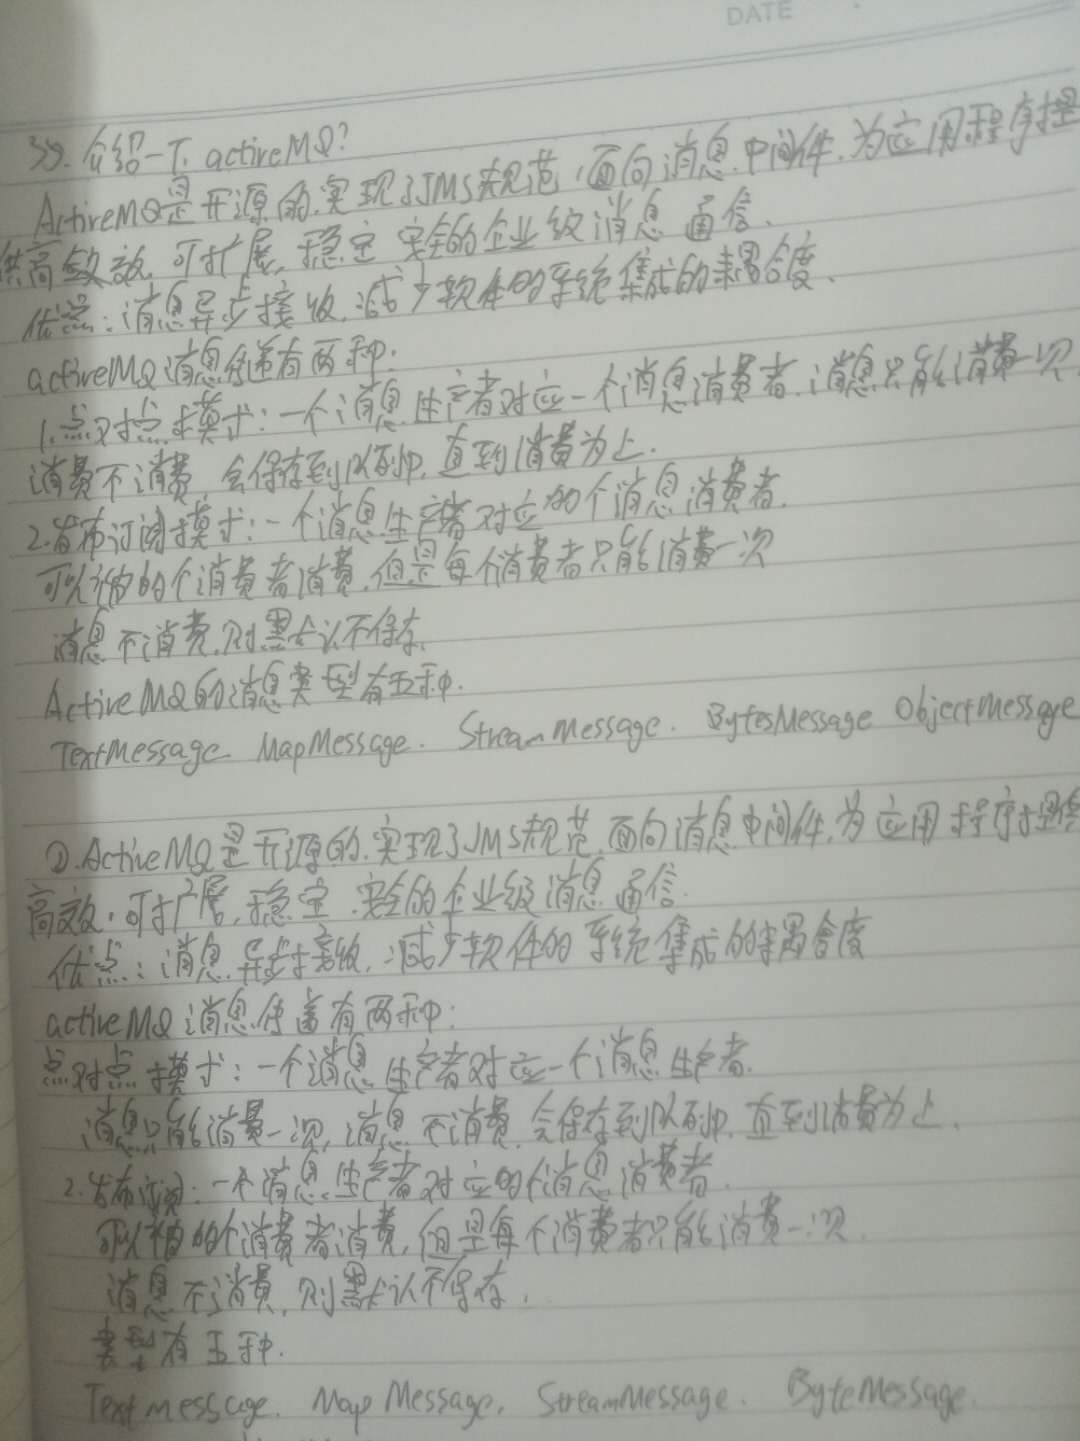 DATE
39. 介绍一下 activeMQ?
ActiveMQ是开源的,实现了JMS规范,面向消息中间件,为应用程序提
供高效,可扩展,稳定 安全的企业级消息 通信.
优点:消息异步接收,减少软件的系统集成的耦合度.
activeMQ消息传递有两种:
1.点对点模式:一个消息生产者对应一个消息消费者,消息只能消费一次,
消费不消费 会保存到队列中,直到消费为止.
2.发布订阅模式:一个消息生产者对应多个消息消费者.
可以被多个消费者消费,但是每个消费者只能消费一次
消息不消费,则默认不保存.
ActiveMQ的消息类型有五种.
TextMessage MapMessage. StreamMessage. BytesMessage ObjectMessage
②.ActiveMQ是开源的,实现了JMS规范,面向消息中间件,为应用程序提供
高效.可扩展,稳定.安全的企业级消息通信.
优点:消息异步接收,减少软件的系统集成的耦合度
activeMQ消息传递有两种:
点对点模式:一个消息生产者对应一个消息生产者.
消息只能消费一次,消息不消费,会保存到队列中,直到消费为止.
2.发布订阅:一个消息生产者对应多个消息消费者.
可以被多个消费者消费,但是每个消费者只能消费一次.
消息不消费,则默认不保存.
类型有五种.
Textmessage. MapMessage. StreamMessage. ByteMessage.